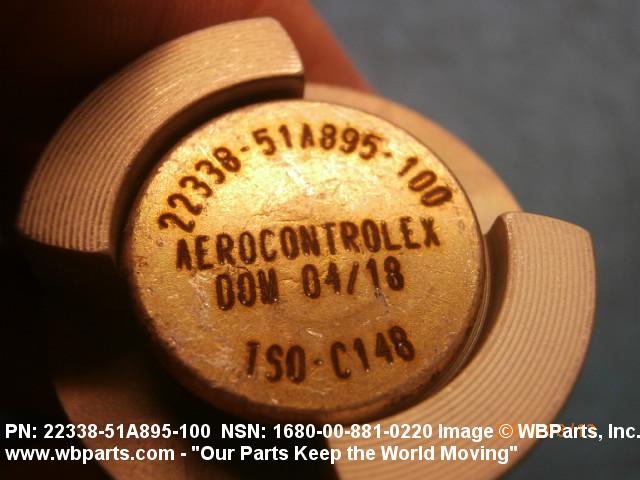 22338-51A895-100
AEROCONTROLEX
DOM 04/18
TSO-C148
PN: 22338-51A895-100 NSN: 1680-00-881-0220 Image © WBParts, Inc.
www.wbparts.com - "Our Parts Keep the World Moving"